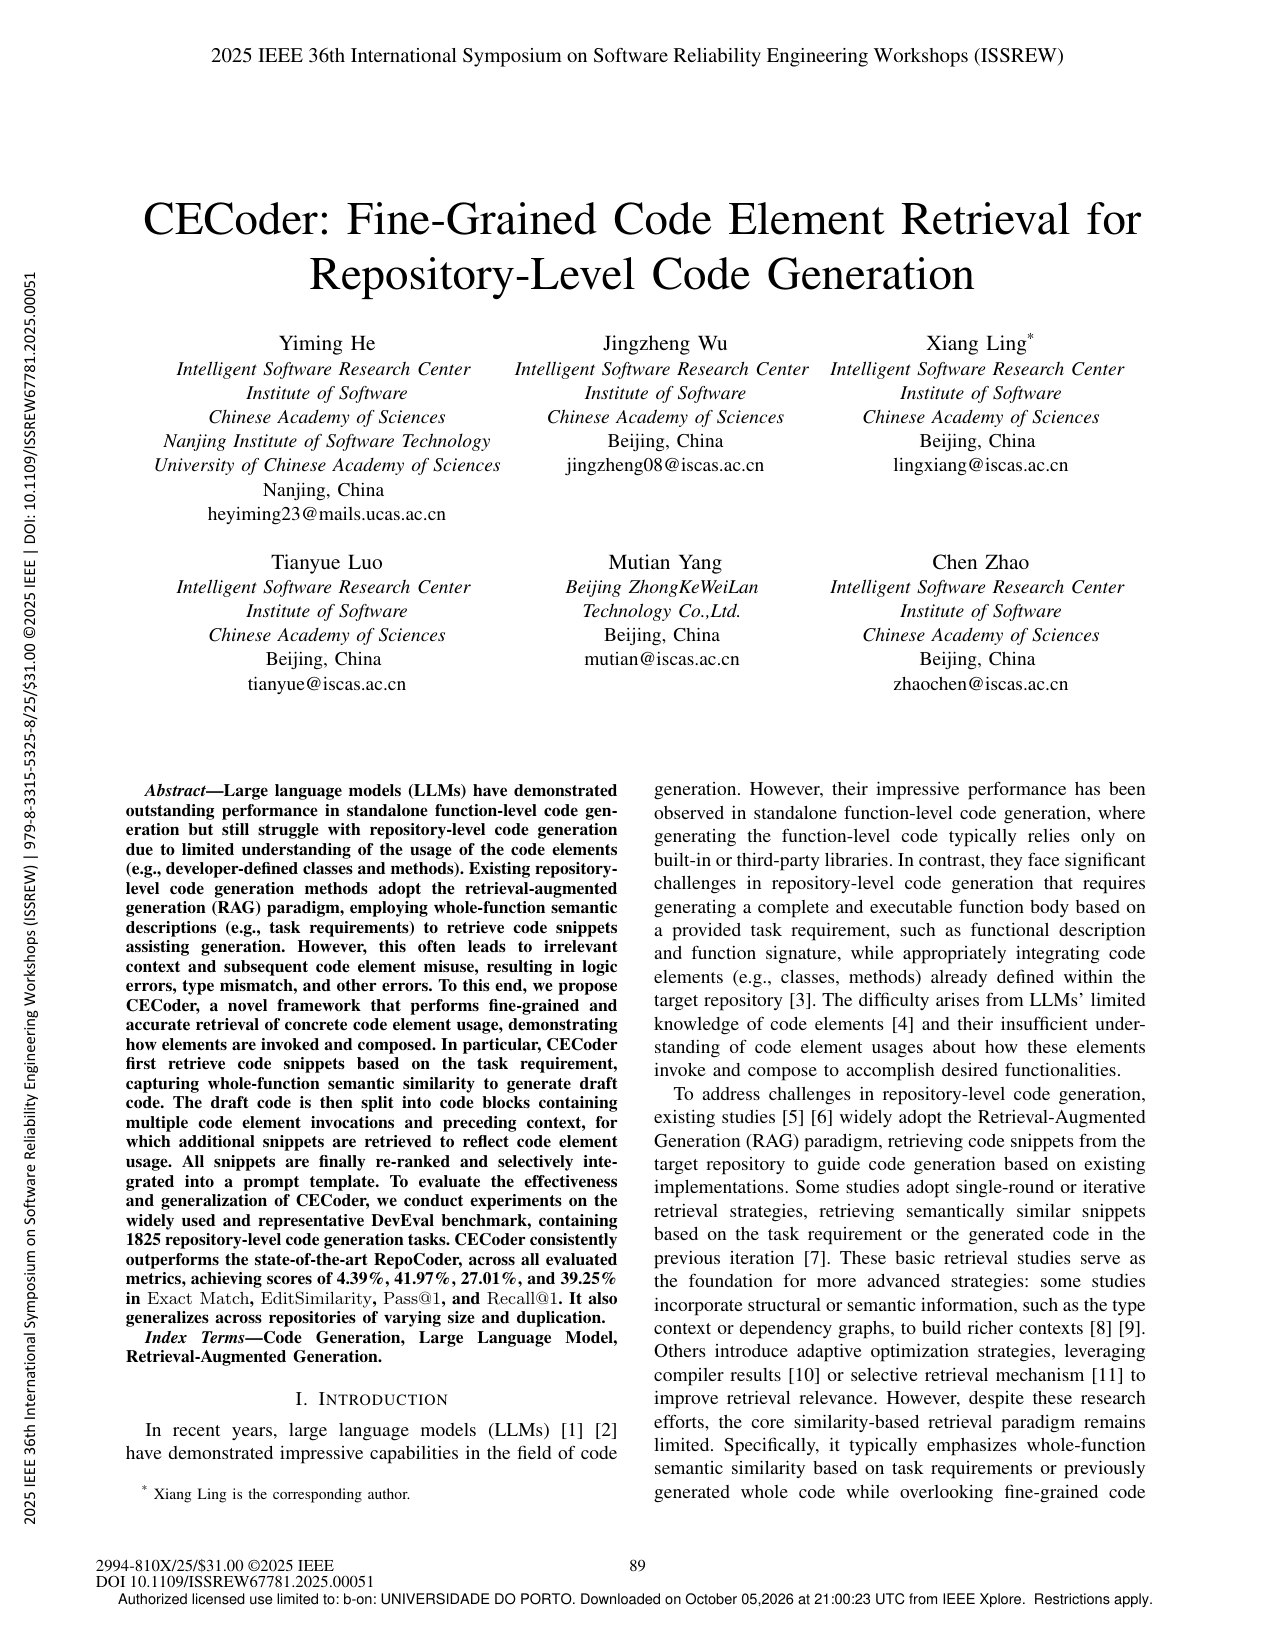 2025 IEEE 36th International Symposium on Software Reliability Engineering Workshops (ISSREW)
2025 IEEE 36th International Symposium on Software Reliability Engineering Workshops (ISSREW) | 979-8-3315-5325-8/25/$31.00 ©2025 IEEE | DOI: 10.1109/ISSREW67781.2025.00051
CECoder: Fine-Grained Code Element Retrieval for
Repository-Level Code Generation
Yiming He
Intelligent Software Research Center
Institute of Software
Chinese Academy of Sciences
Nanjing Institute of Software Technology
University of Chinese Academy of Sciences
Nanjing, China
heyiming23@mails.ucas.ac.cn
Jingzheng Wu
Intelligent Software Research Center
Institute of Software
Chinese Academy of Sciences
Beijing, China
jingzheng08@iscas.ac.cn
Xiang Ling*
Intelligent Software Research Center
Institute of Software
Chinese Academy of Sciences
Beijing, China
lingxiang@iscas.ac.cn
Tianyue Luo
Intelligent Software Research Center
Institute of Software
Chinese Academy of Sciences
Beijing, China
tianyue@iscas.ac.cn
Mutian Yang
Beijing ZhongKeWeiLan
Technology Co.,Ltd.
Beijing, China
mutian@iscas.ac.cn
Chen Zhao
Intelligent Software Research Center
Institute of Software
Chinese Academy of Sciences
Beijing, China
zhaochen@iscas.ac.cn
Abstract—Large language models (LLMs) have demonstrated
outstanding performance in standalone function-level code gen-
eration but still struggle with repository-level code generation
due to limited understanding of the usage of the code elements
(e.g., developer-defined classes and methods). Existing repository-
level code generation methods adopt the retrieval-augmented
generation (RAG) paradigm, employing whole-function semantic
descriptions (e.g., task requirements) to retrieve code snippets
assisting generation. However, this often leads to irrelevant
context and subsequent code element misuse, resulting in logic
errors, type mismatch, and other errors. To this end, we propose
CECoder, a novel framework that performs fine-grained and
accurate retrieval of concrete code element usage, demonstrating
how elements are invoked and composed. In particular, CECoder
first retrieve code snippets based on the task requirement,
capturing whole-function semantic similarity to generate draft
code. The draft code is then split into code blocks containing
multiple code element invocations and preceding context, for
which additional snippets are retrieved to reflect code element
usage. All snippets are finally re-ranked and selectively inte-
grated into a prompt template. To evaluate the effectiveness
and generalization of CECoder, we conduct experiments on the
widely used and representative DevEval benchmark, containing
1825 repository-level code generation tasks. CECoder consistently
outperforms the state-of-the-art RepoCoder, across all evaluated
metrics, achieving scores of 4.39%, 41.97%, 27.01%, and 39.25%
in Exact Match, EditSimilarity, Pass@1, and Recall@1. It also
generalizes across repositories of varying size and duplication.
Index Terms—Code Generation, Large Language Model,
Retrieval-Augmented Generation.
I. INTRODUCTION
In recent years, large language models (LLMs) [1] [2]
have demonstrated impressive capabilities in the field of code
* Xiang Ling is the corresponding author.
generation. However, their impressive performance has been
observed in standalone function-level code generation, where
generating the function-level code typically relies only on
built-in or third-party libraries. In contrast, they face significant
challenges in repository-level code generation that requires
generating a complete and executable function body based on
a provided task requirement, such as functional description
and function signature, while appropriately integrating code
elements (e.g., classes, methods) already defined within the
target repository [3]. The difficulty arises from LLMs' limited
knowledge of code elements [4] and their insufficient under-
standing of code element usages about how these elements
invoke and compose to accomplish desired functionalities.
To address challenges in repository-level code generation,
existing studies [5] [6] widely adopt the Retrieval-Augmented
Generation (RAG) paradigm, retrieving code snippets from the
target repository to guide code generation based on existing
implementations. Some studies adopt single-round or iterative
retrieval strategies, retrieving semantically similar snippets
based on the task requirement or the generated code in the
previous iteration [7]. These basic retrieval studies serve as
the foundation for more advanced strategies: some studies
incorporate structural or semantic information, such as the type
context or dependency graphs, to build richer contexts [8] [9].
Others introduce adaptive optimization strategies, leveraging
compiler results [10] or selective retrieval mechanism [11] to
improve retrieval relevance. However, despite these research
efforts, the core similarity-based retrieval paradigm remains
limited. Specifically, it typically emphasizes whole-function
semantic similarity based on task requirements or previously
generated whole code while overlooking fine-grained code
2994-810X/25/$31.00 ©2025 IEEE
DOI 10.1109/ISSREW67781.2025.00051
89
Authorized licensed use limited to: b-on: UNIVERSIDADE DO PORTO. Downloaded on October 05,2026 at 21:00:23 UTC from IEEE Xplore. Restrictions apply.